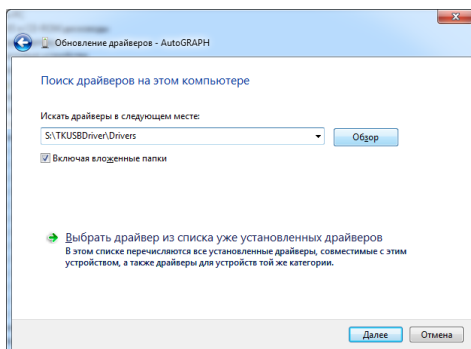 Обновление драйверов - AutoGRAPH
Поиск драйверов на этом компьютере
Искать драйверы в следующем месте:
S:\TKUSBDriver\Drivers
Обзор
Включая вложенные папки
Выбрать драйвер из списка уже установленных драйверов
В этом списке перечисляются все установленные драйверы, совместимые с этим
устройством, а также драйверы для устройств той же категории.
Далее
Отмена